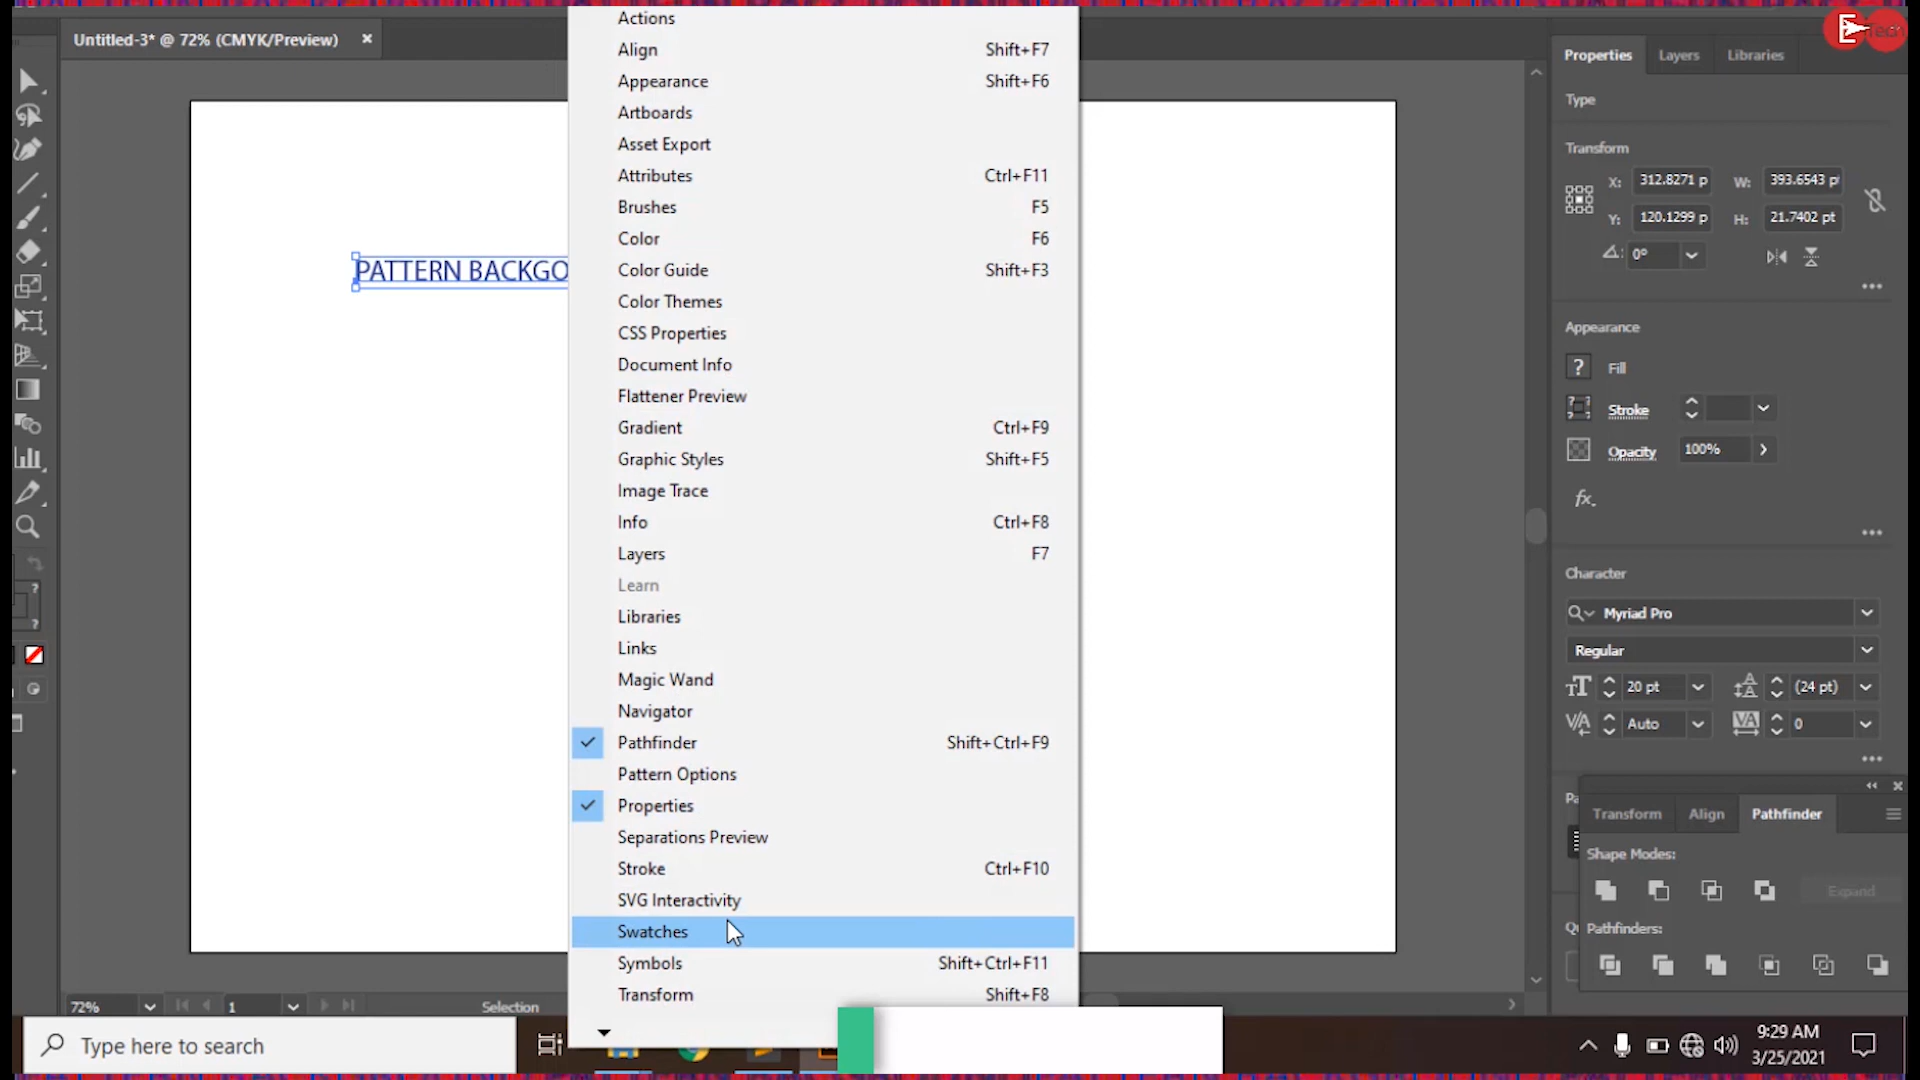 Untitled-3* @ 72% (CMYK/Preview)
PATTERN BACKGO
Actions
Align Shift+F7
Appearance Shift+F6
Artboards
Asset Export
Attributes Ctrl+F11
Brushes F5
Color F6
Color Guide Shift+F3
Color Themes
CSS Properties
Document Info
Flattener Preview
Gradient Ctrl+F9
Graphic Styles Shift+F5
Image Trace
Info Ctrl+F8
Layers F7
Learn
Libraries
Links
Magic Wand
Navigator
Pathfinder Shift+Ctrl+F9
Pattern Options
Properties
Separations Preview
Stroke Ctrl+F10
SVG Interactivity
Swatches
Symbols Shift+Ctrl+F11
Transform Shift+F8
Properties Layers Libraries
Type
Transform
X: 312.8271 p W: 393.6543 pt
Y: 120.1299 p H: 21.7402 pt
0°
Appearance
? Fill
Stroke
Opacity 100%
fx.
Character
Myriad Pro
Regular
20 pt (24 pt)
Auto 0
Pa
Transform Align Pathfinder
Shape Modes:
Expand
Qu
Pathfinders:
72% 1 Selection
Type here to search
9:29 AM
3/25/2021